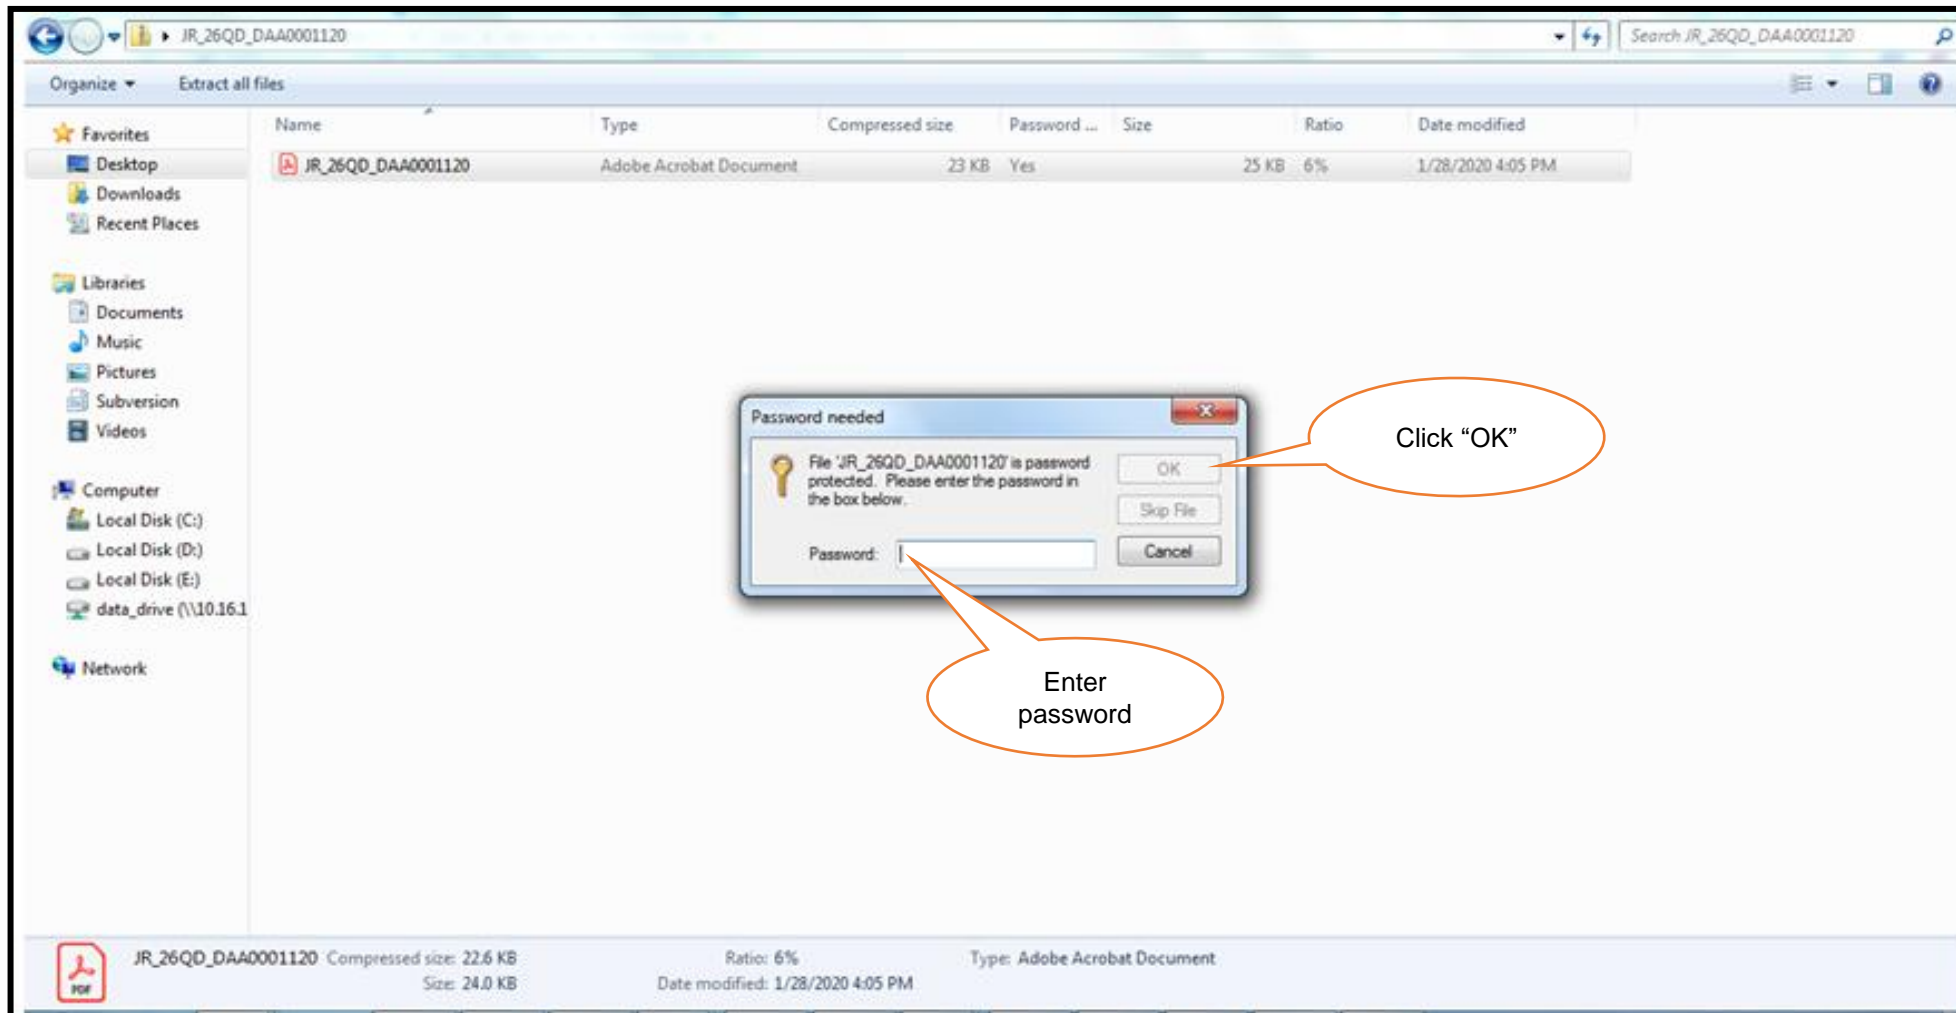 JR_26QD_DAA0001120
Search JR_26QD_DAA0001120
Organize
Extract all files
Name Type Compressed size Password ... Size Ratio Date modified
JR_26QD_DAA0001120 Adobe Acrobat Document 23 KB Yes 25 KB 6% 1/28/2020 4:05 PM
Favorites
Desktop
Downloads
Recent Places
Libraries
Documents
Music
Pictures
Subversion
Videos
Computer
Local Disk (C:)
Local Disk (D:)
Local Disk (E:)
data_drive (\\10.16.1
Network
Password needed
File 'JR_26QD_DAA0001120' is password
protected. Please enter the password in
the box below.
OK
Skip File
Password:
Cancel
Click “OK”
Enter
password
PDF
JR_26QD_DAA0001120 Compressed size: 22.6 KB Ratio: 6% Type: Adobe Acrobat Document
Size: 24.0 KB Date modified: 1/28/2020 4:05 PM